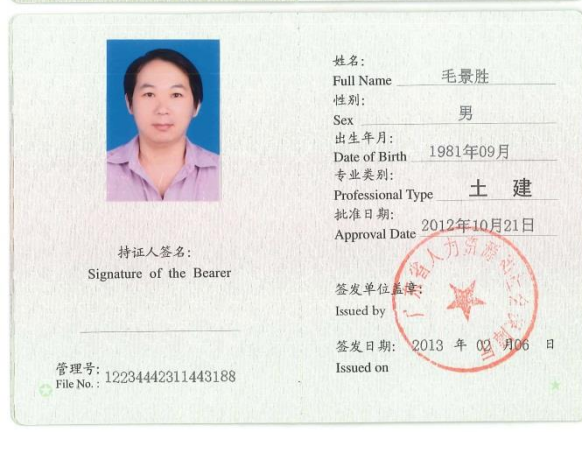 姓名:
Full Name 毛景胜
性别:
Sex 男
出生年月:
Date of Birth 1981年09月
专业类别:
Professional Type 土 建
批准日期:
Approval Date 2012年10月21日
持证人签名:
Signature of the Bearer
管理号:
File No. : 12234442311443188
签发单位盖章:
Issued by
签发日期: 2013 年 02 月06 日
Issued on